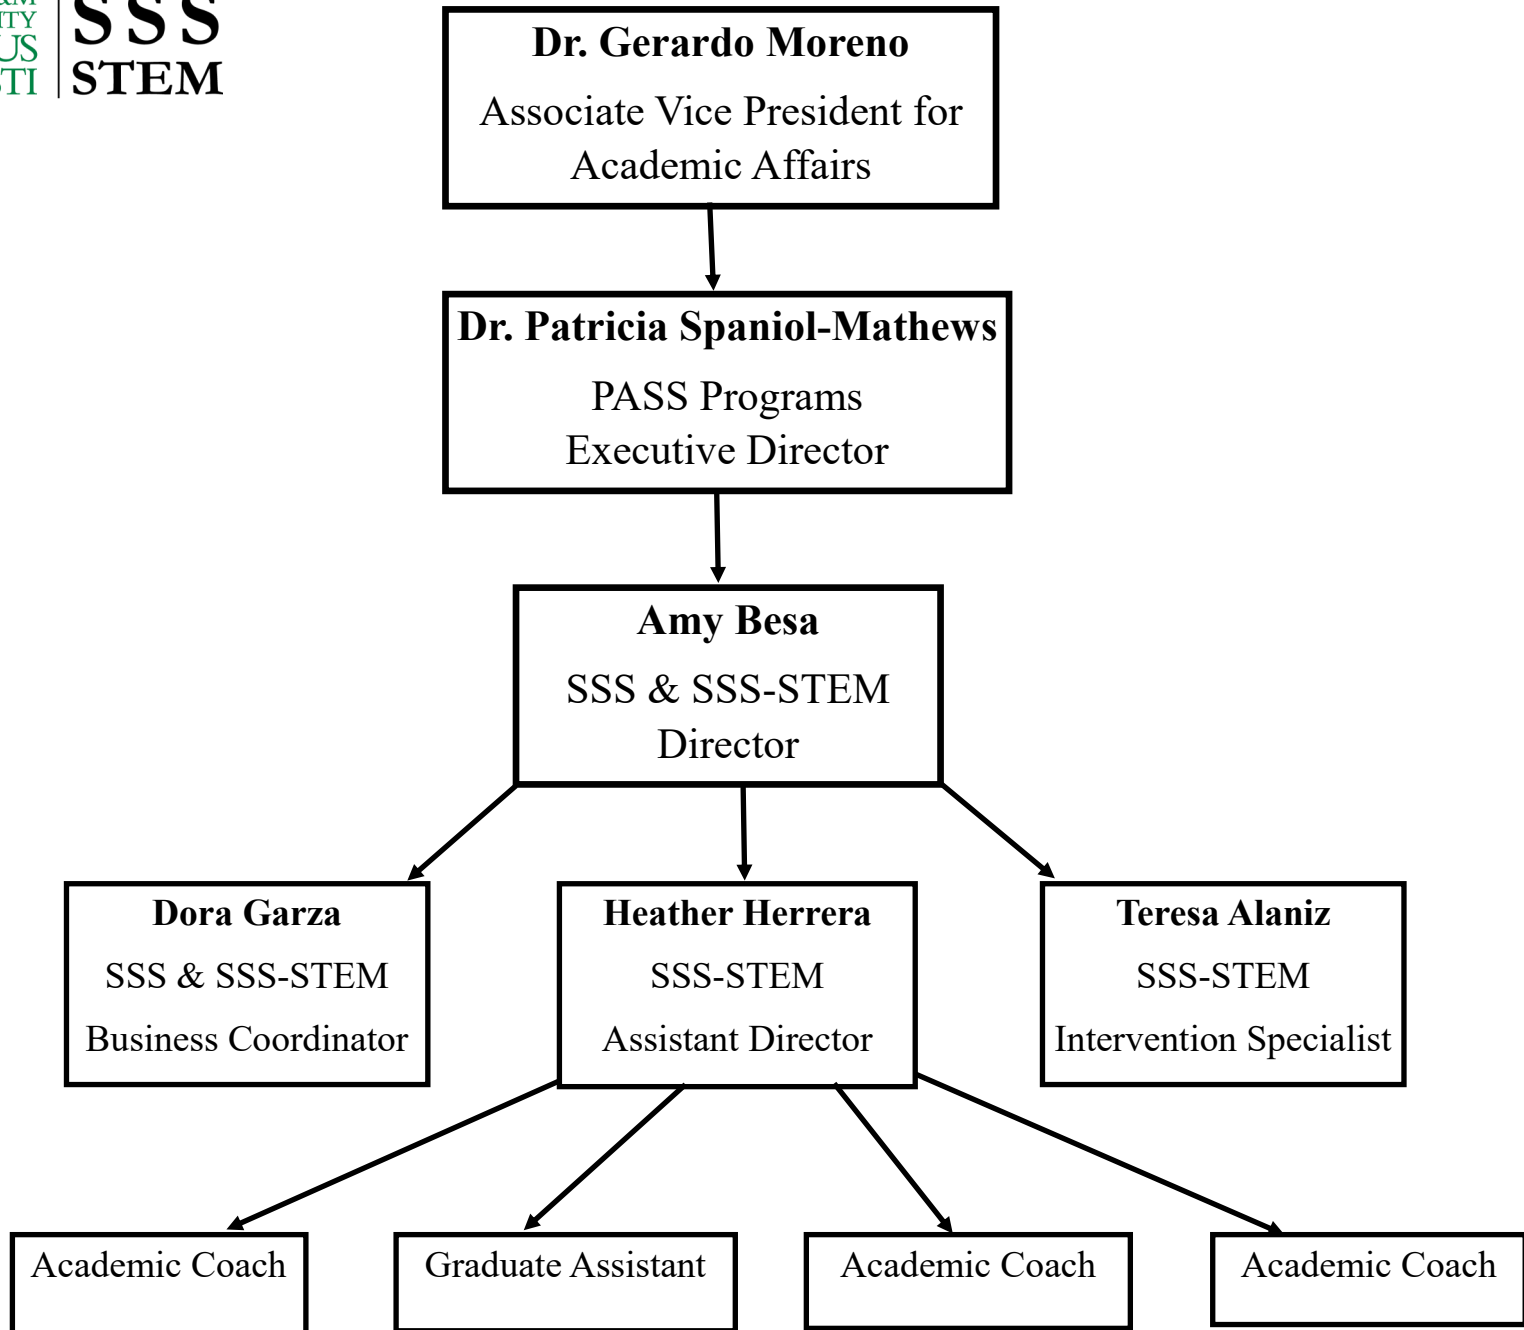 SSS
STEM
Dr. Gerardo Moreno
Associate Vice President for
Academic Affairs
Dr. Patricia Spaniol-Mathews
PASS Programs
Executive Director
Amy Besa
SSS & SSS-STEM
Director
Dora Garza
SSS & SSS-STEM
Business Coordinator
Heather Herrera
SSS-STEM
Assistant Director
Teresa Alaniz
SSS-STEM
Intervention Specialist
Academic Coach
Graduate Assistant
Academic Coach
Academic Coach